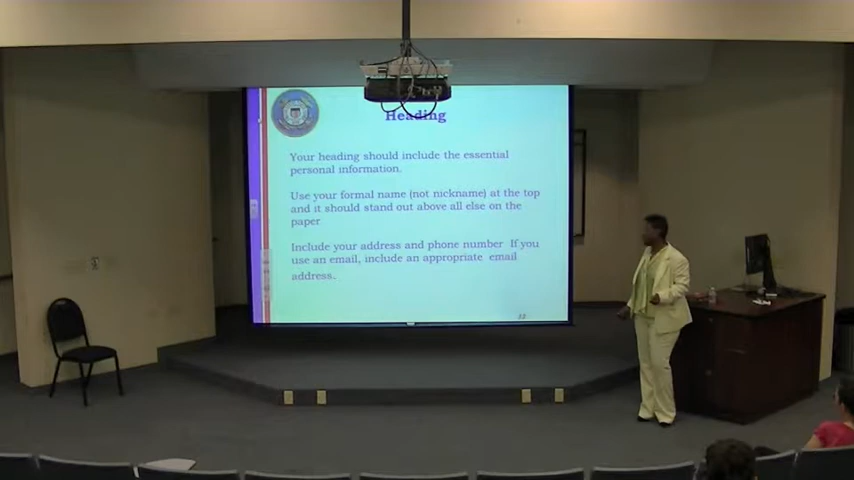 Heading
Your heading should include the essential
personal information.
Use your formal name (not nickname) at the top
and it should stand out above all else on the
paper
Include your address and phone number If you
use an email, include an appropriate email
address.